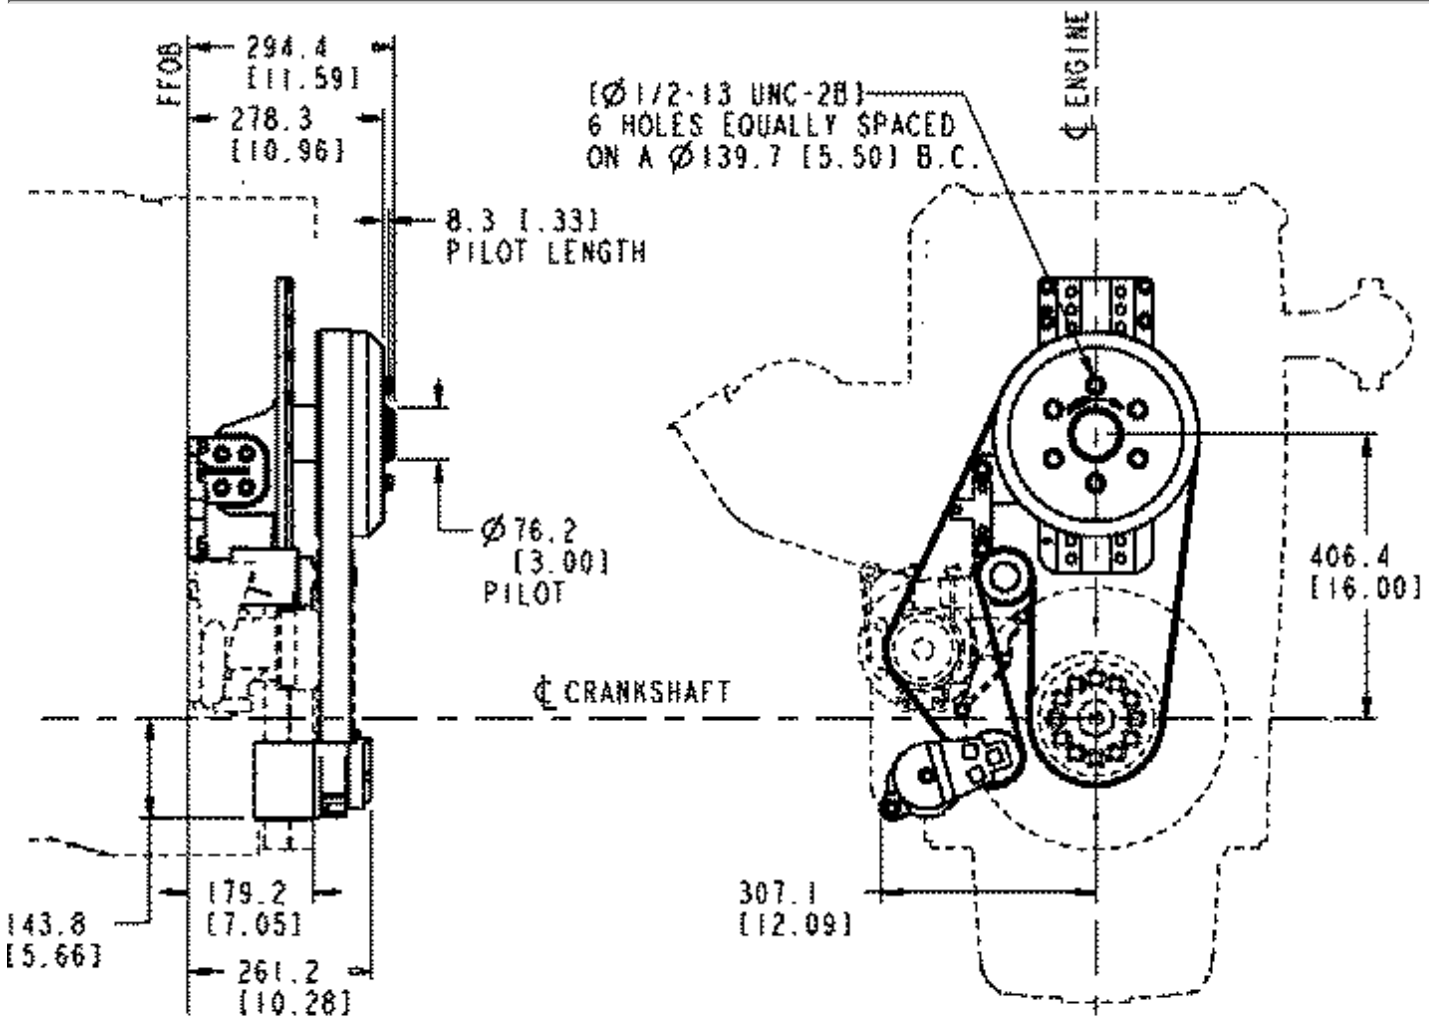 FFOB
294.4
[11.59]
278.3
[10.96]
8.3 [.33]
PILOT LENGTH
Ø76.2
[3.00]
PILOT
℄ CRANKSHAFT
143.8
[5.66]
179.2
[7.05]
261.2
[10.28]
[Ø1/2-13 UNC-2B]
6 HOLES EQUALLY SPACED
ON A Ø139.7 [5.50] B.C.
℄ ENGINE
406.4
[16.00]
307.1
[12.09]